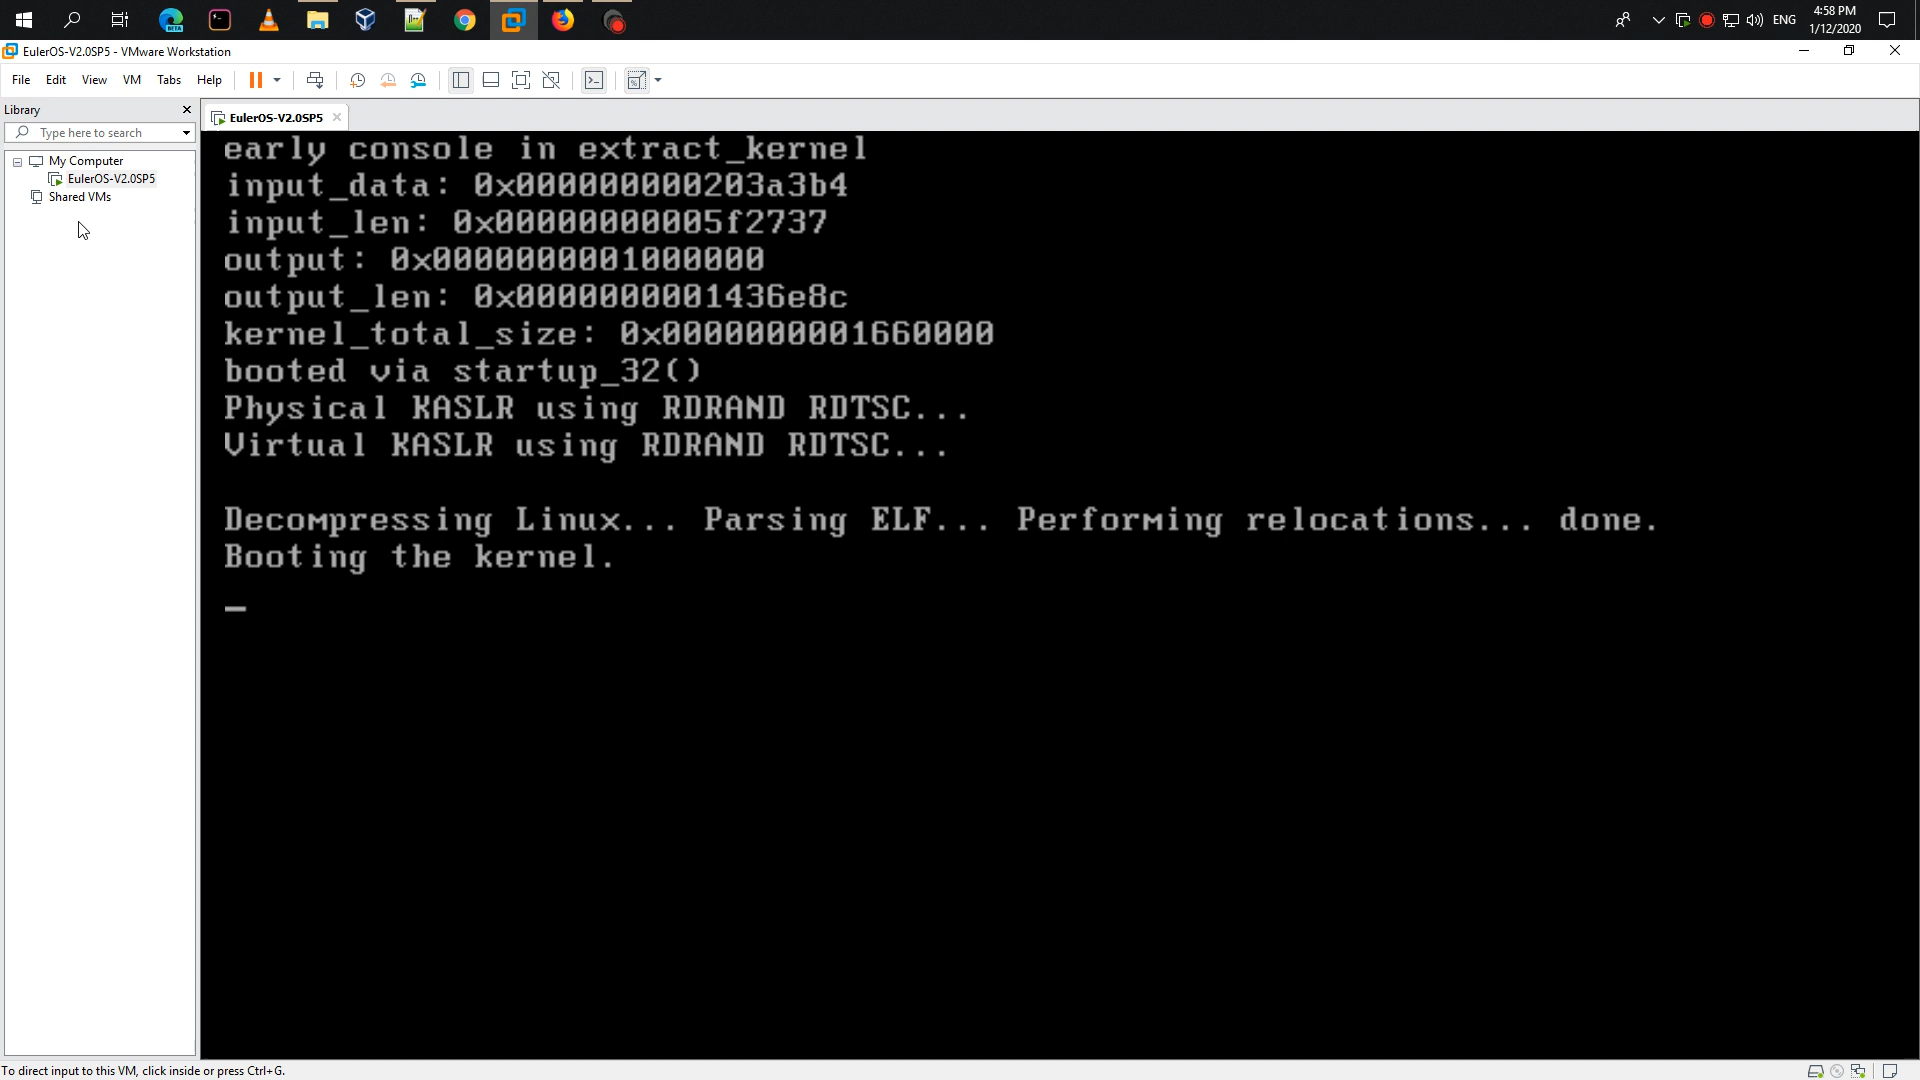 4:58 PM
ENG
1/12/2020
EulerOS-V2.0SP5 - VMware Workstation
File Edit View VM Tabs Help
Library
EulerOS-V2.0SP5
Type here to search
My Computer
EulerOS-V2.0SP5
Shared VMs
early console in extract_kernel
input_data: 0x000000000203a3b4
input_len: 0x00000000005f2737
output: 0x0000000001000000
output_len: 0x0000000001436e8c
kernel_total_size: 0x0000000001660000
booted via startup_32()
Physical KASLR using RDRAND RDTSC...
Virtual KASLR using RDRAND RDTSC...
Decompressing Linux... Parsing ELF... Performing relocations... done.
Booting the kernel.
_
To direct input to this VM, click inside or press Ctrl+G.